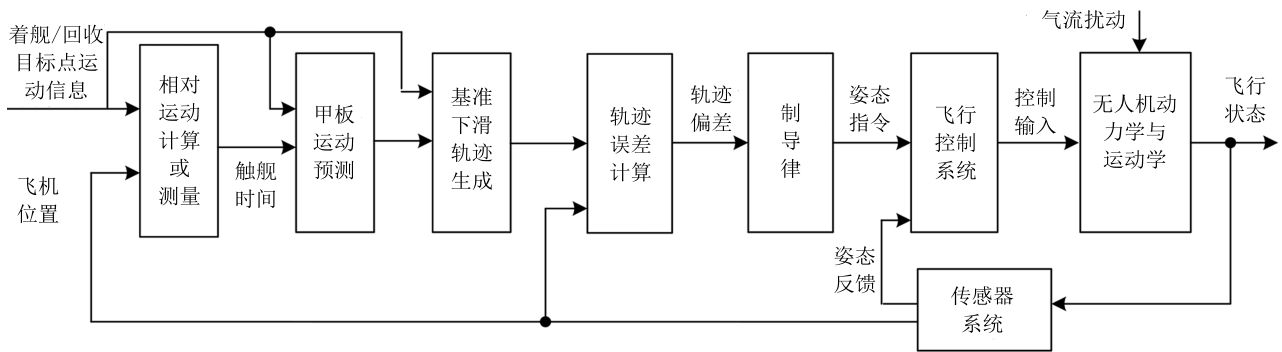 着舰/回收
目标点运
动信息
飞机
位置
相对
运动
计算
或
测量
触舰
时间
甲板
运动
预测
基准
下滑
轨迹
生成
轨迹
误差
计算
轨迹
偏差
制
导
律
姿态
指令
飞行
控制
系统
姿态
反馈
控制
输入
气流扰动
无人机动
力学与
运动学
飞行
状态
传感器
系统